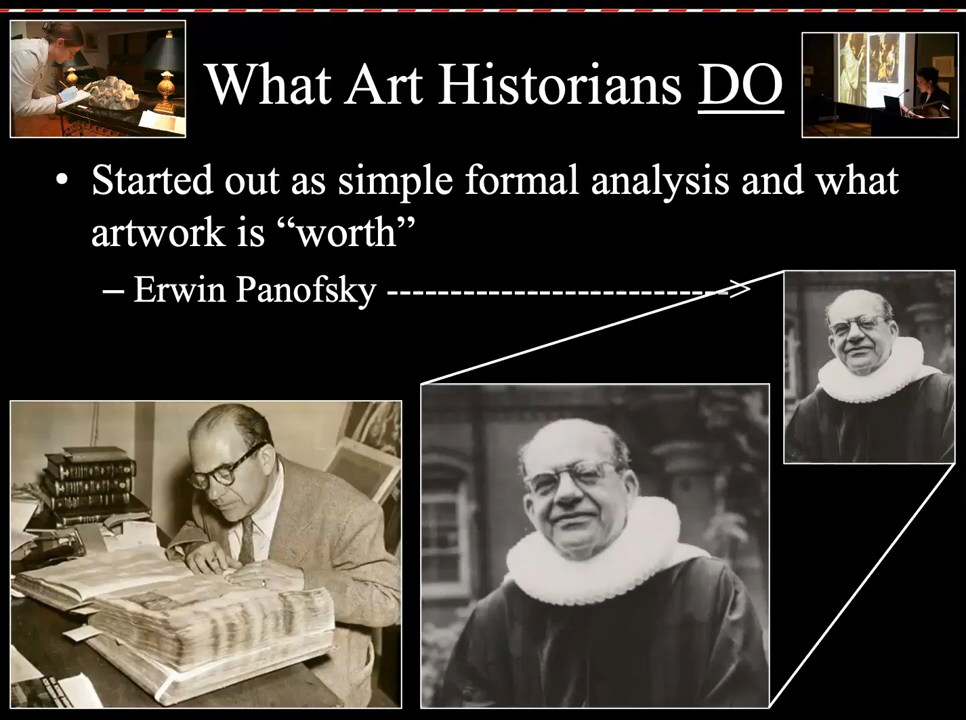 What Art Historians DO
• Started out as simple formal analysis and what
artwork is “worth”
– Erwin Panofsky --------------------------->